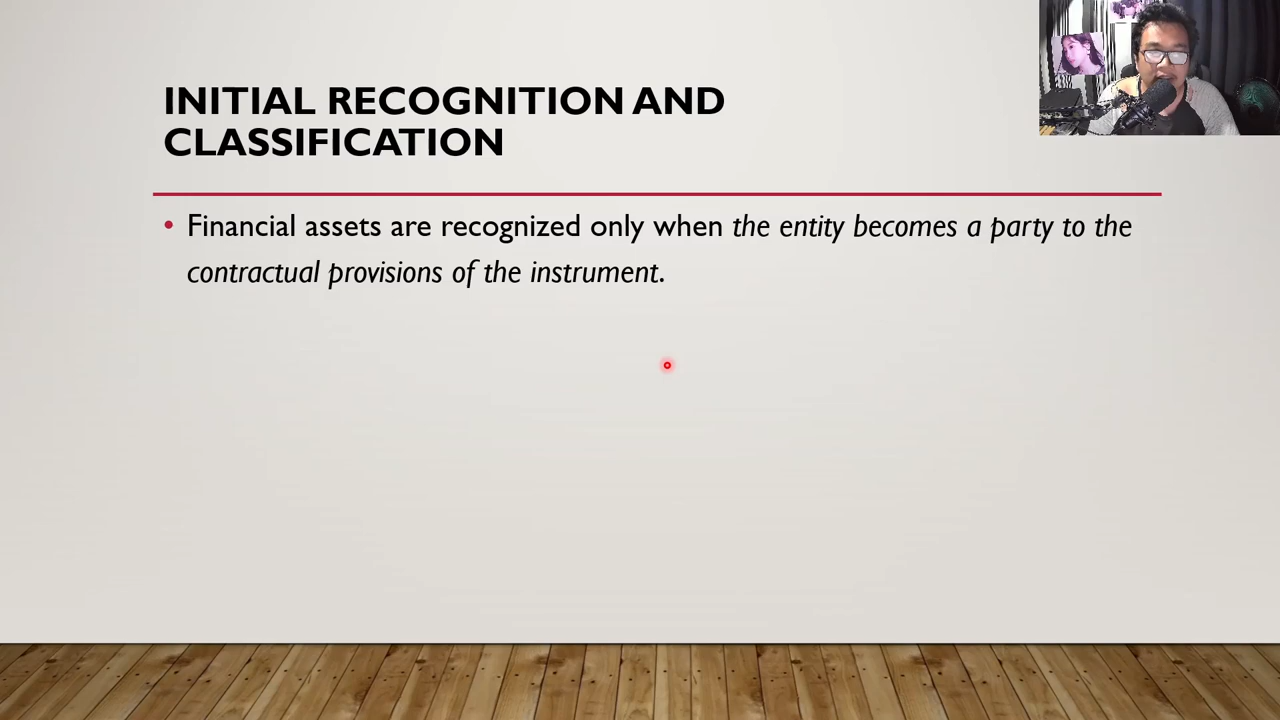 INITIAL RECOGNITION AND
CLASSIFICATION
• Financial assets are recognized only when the entity becomes a party to the
contractual provisions of the instrument.